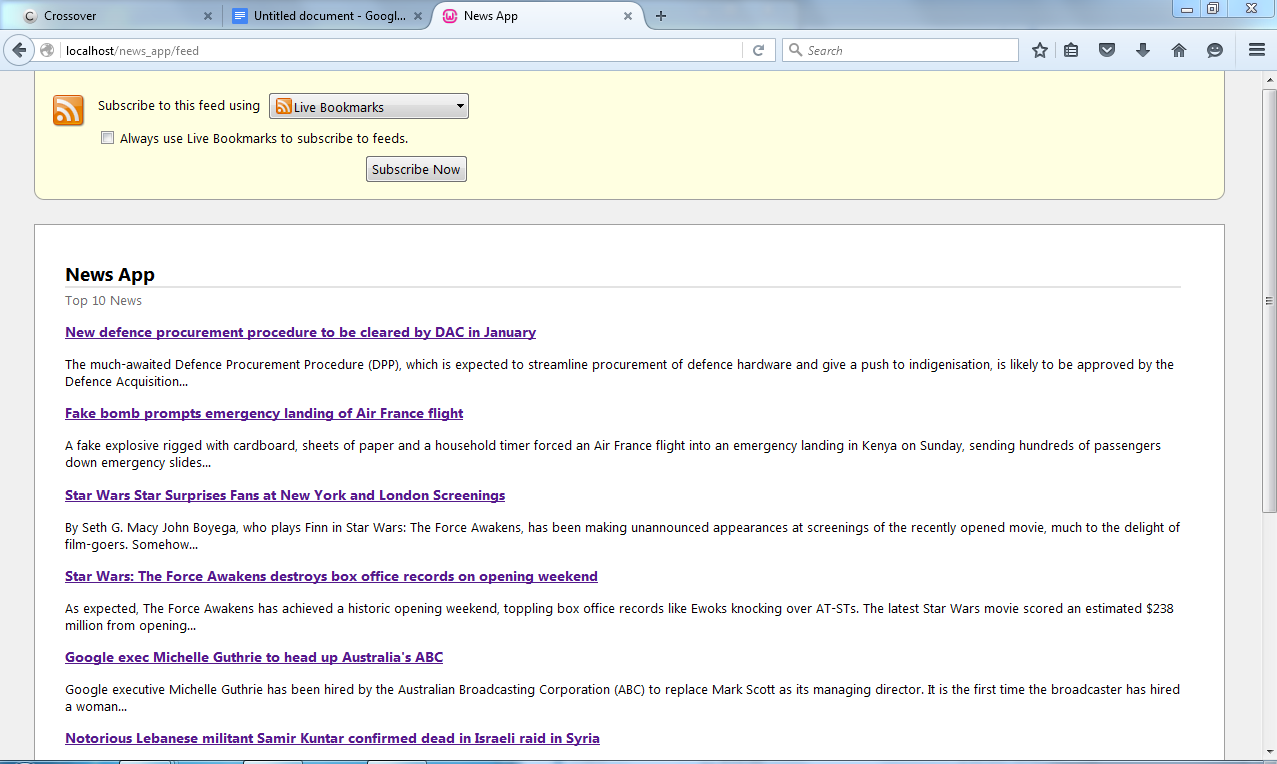 Crossover
Untitled document - Googl...
News App
localhost/news_app/feed
Search
Subscribe to this feed using
Live Bookmarks
Always use Live Bookmarks to subscribe to feeds.
Subscribe Now
News App
Top 10 News
New defence procurement procedure to be cleared by DAC in January
The much-awaited Defence Procurement Procedure (DPP), which is expected to streamline procurement of defence hardware and give a push to indigenisation, is likely to be approved by the
Defence Acquisition...
Fake bomb prompts emergency landing of Air France flight
A fake explosive rigged with cardboard, sheets of paper and a household timer forced an Air France flight into an emergency landing in Kenya on Sunday, sending hundreds of passengers
down emergency slides...
Star Wars Star Surprises Fans at New York and London Screenings
By Seth G. Macy John Boyega, who plays Finn in Star Wars: The Force Awakens, has been making unannounced appearances at screenings of the recently opened movie, much to the delight of
film-goers. Somehow...
Star Wars: The Force Awakens destroys box office records on opening weekend
As expected, The Force Awakens has achieved a historic opening weekend, toppling box office records like Ewoks knocking over AT-STs. The latest Star Wars movie scored an estimated $238
million from opening...
Google exec Michelle Guthrie to head up Australia's ABC
Google executive Michelle Guthrie has been hired by the Australian Broadcasting Corporation (ABC) to replace Mark Scott as its managing director. It is the first time the broadcaster has hired
a woman...
Notorious Lebanese militant Samir Kuntar confirmed dead in Israeli raid in Syria